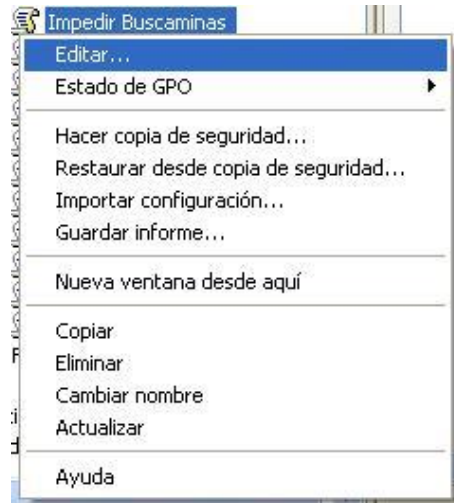 Impedir Buscaminas
Editar...
Estado de GPO
Hacer copia de seguridad...
Restaurar desde copia de seguridad...
Importar configuración...
Guardar informe...
Nueva ventana desde aquí
Copiar
Eliminar
Cambiar nombre
Actualizar
Ayuda